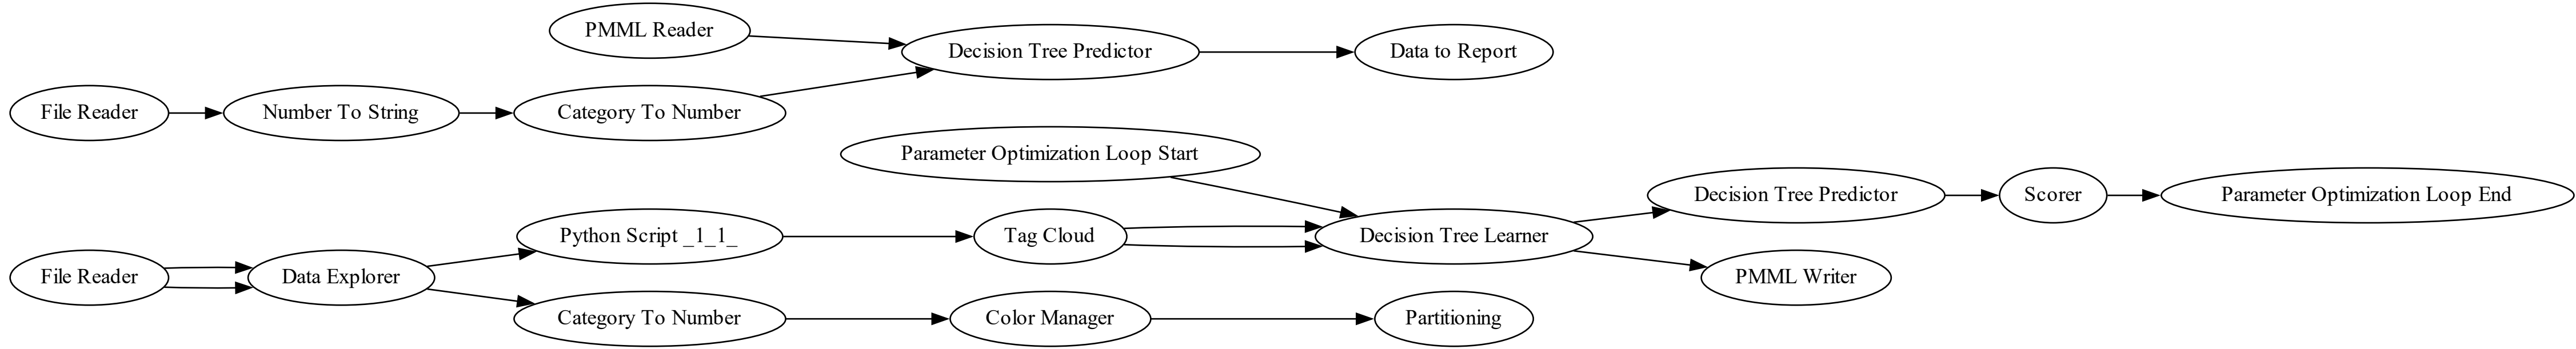 PMML Reader
Decision Tree Predictor
Data to Report
File Reader
Number To String
Category To Number
Parameter Optimization Loop Start
Decision Tree Predictor
Scorer
Parameter Optimization Loop End
Python Script _1_1_
Tag Cloud
Decision Tree Learner
File Reader
Data Explorer
PMML Writer
Category To Number
Color Manager
Partitioning